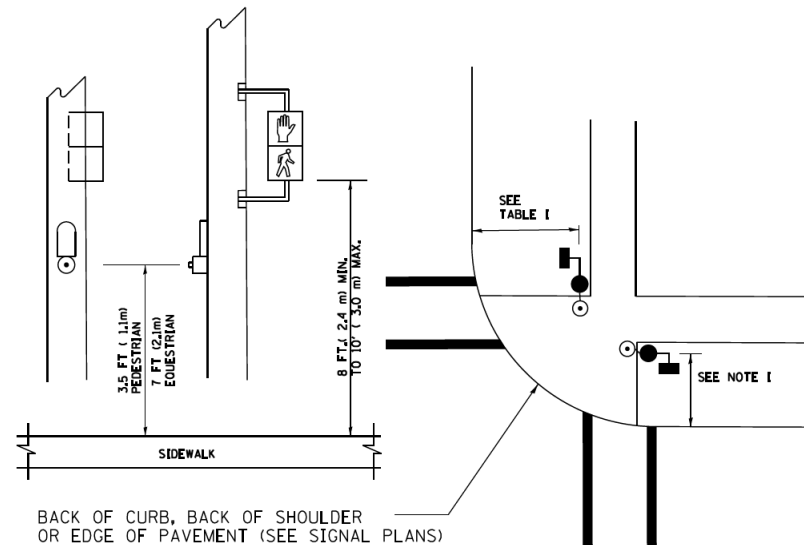 3.5 FT ( 1.1m)
PEDESTRIAN
7 FT (2.1m)
EQUESTRIAN
8 FT.( 2.4 m) MIN.
TO 10' ( 3.0 m) MAX.
SIDEWALK
BACK OF CURB, BACK OF SHOULDER
OR EDGE OF PAVEMENT (SEE SIGNAL PLANS)
SEE
TABLE I
SEE NOTE I